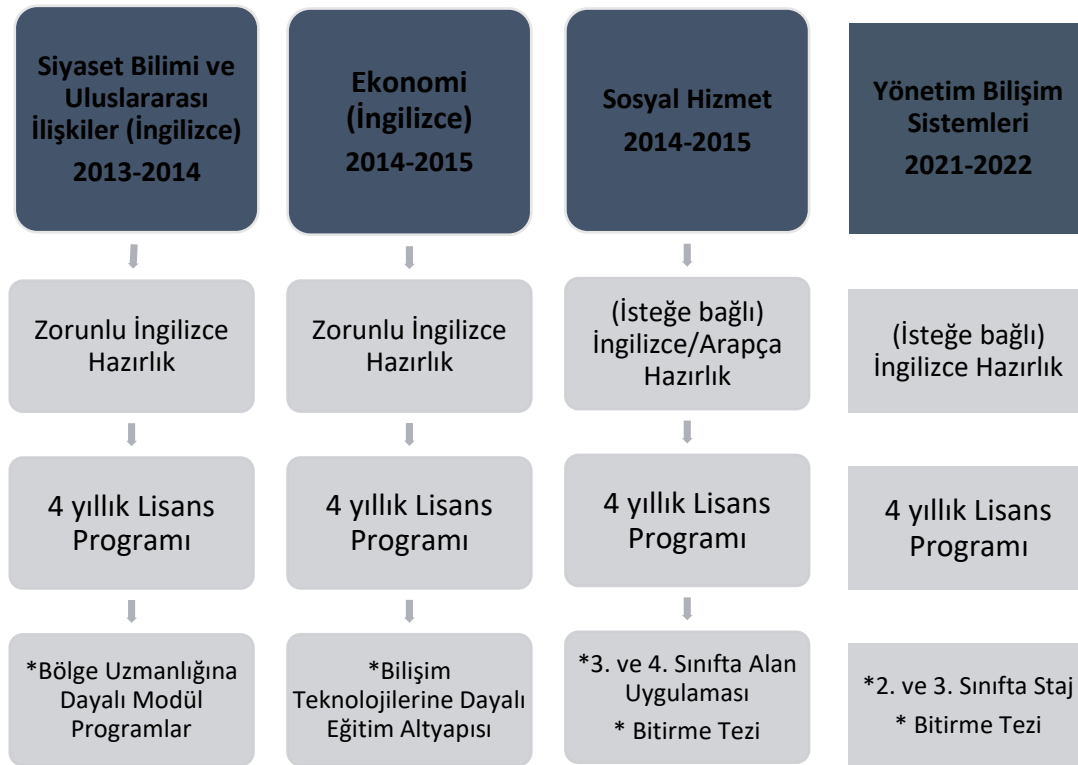 Siyaset Bilimi ve
Uluslararası
İlişkiler (İngilizce)
2013-2014
Ekonomi
(İngilizce)
2014-2015
Sosyal Hizmet
2014-2015
Yönetim Bilişim
Sistemleri
2021-2022
Zorunlu İngilizce
Hazırlık
Zorunlu İngilizce
Hazırlık
(İsteğe bağlı)
İngilizce/Arapça
Hazırlık
(İsteğe bağlı)
İngilizce Hazırlık
4 yıllık Lisans
Programı
4 yıllık Lisans
Programı
4 yıllık Lisans
Programı
4 yıllık Lisans
Programı
*Bölge Uzmanlığına
Dayalı Modül
Programlar
*Bilişim
Teknolojilerine Dayalı
Eğitim Altyapısı
*3. ve 4. Sınıfta Alan
Uygulaması
* Bitirme Tezi
*2. ve 3. Sınıfta Staj
* Bitirme Tezi